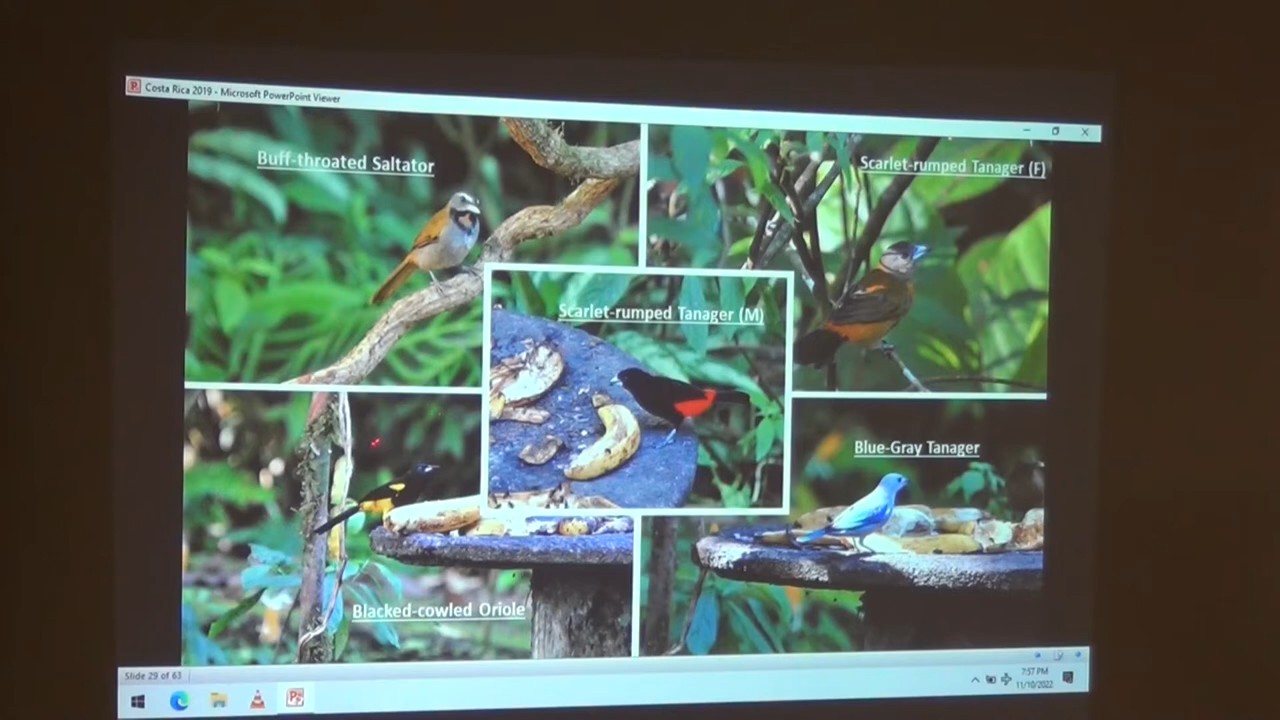 Costa Rica 2019 - Microsoft PowerPoint Viewer
Buff-throated Saltator
Scarlet-rumped Tanager (F)
Scarlet-rumped Tanager (M)
Blue-Gray Tanager
Blacked-cowled Oriole
Slide 29 of 63
7:57 PM
11/10/2022